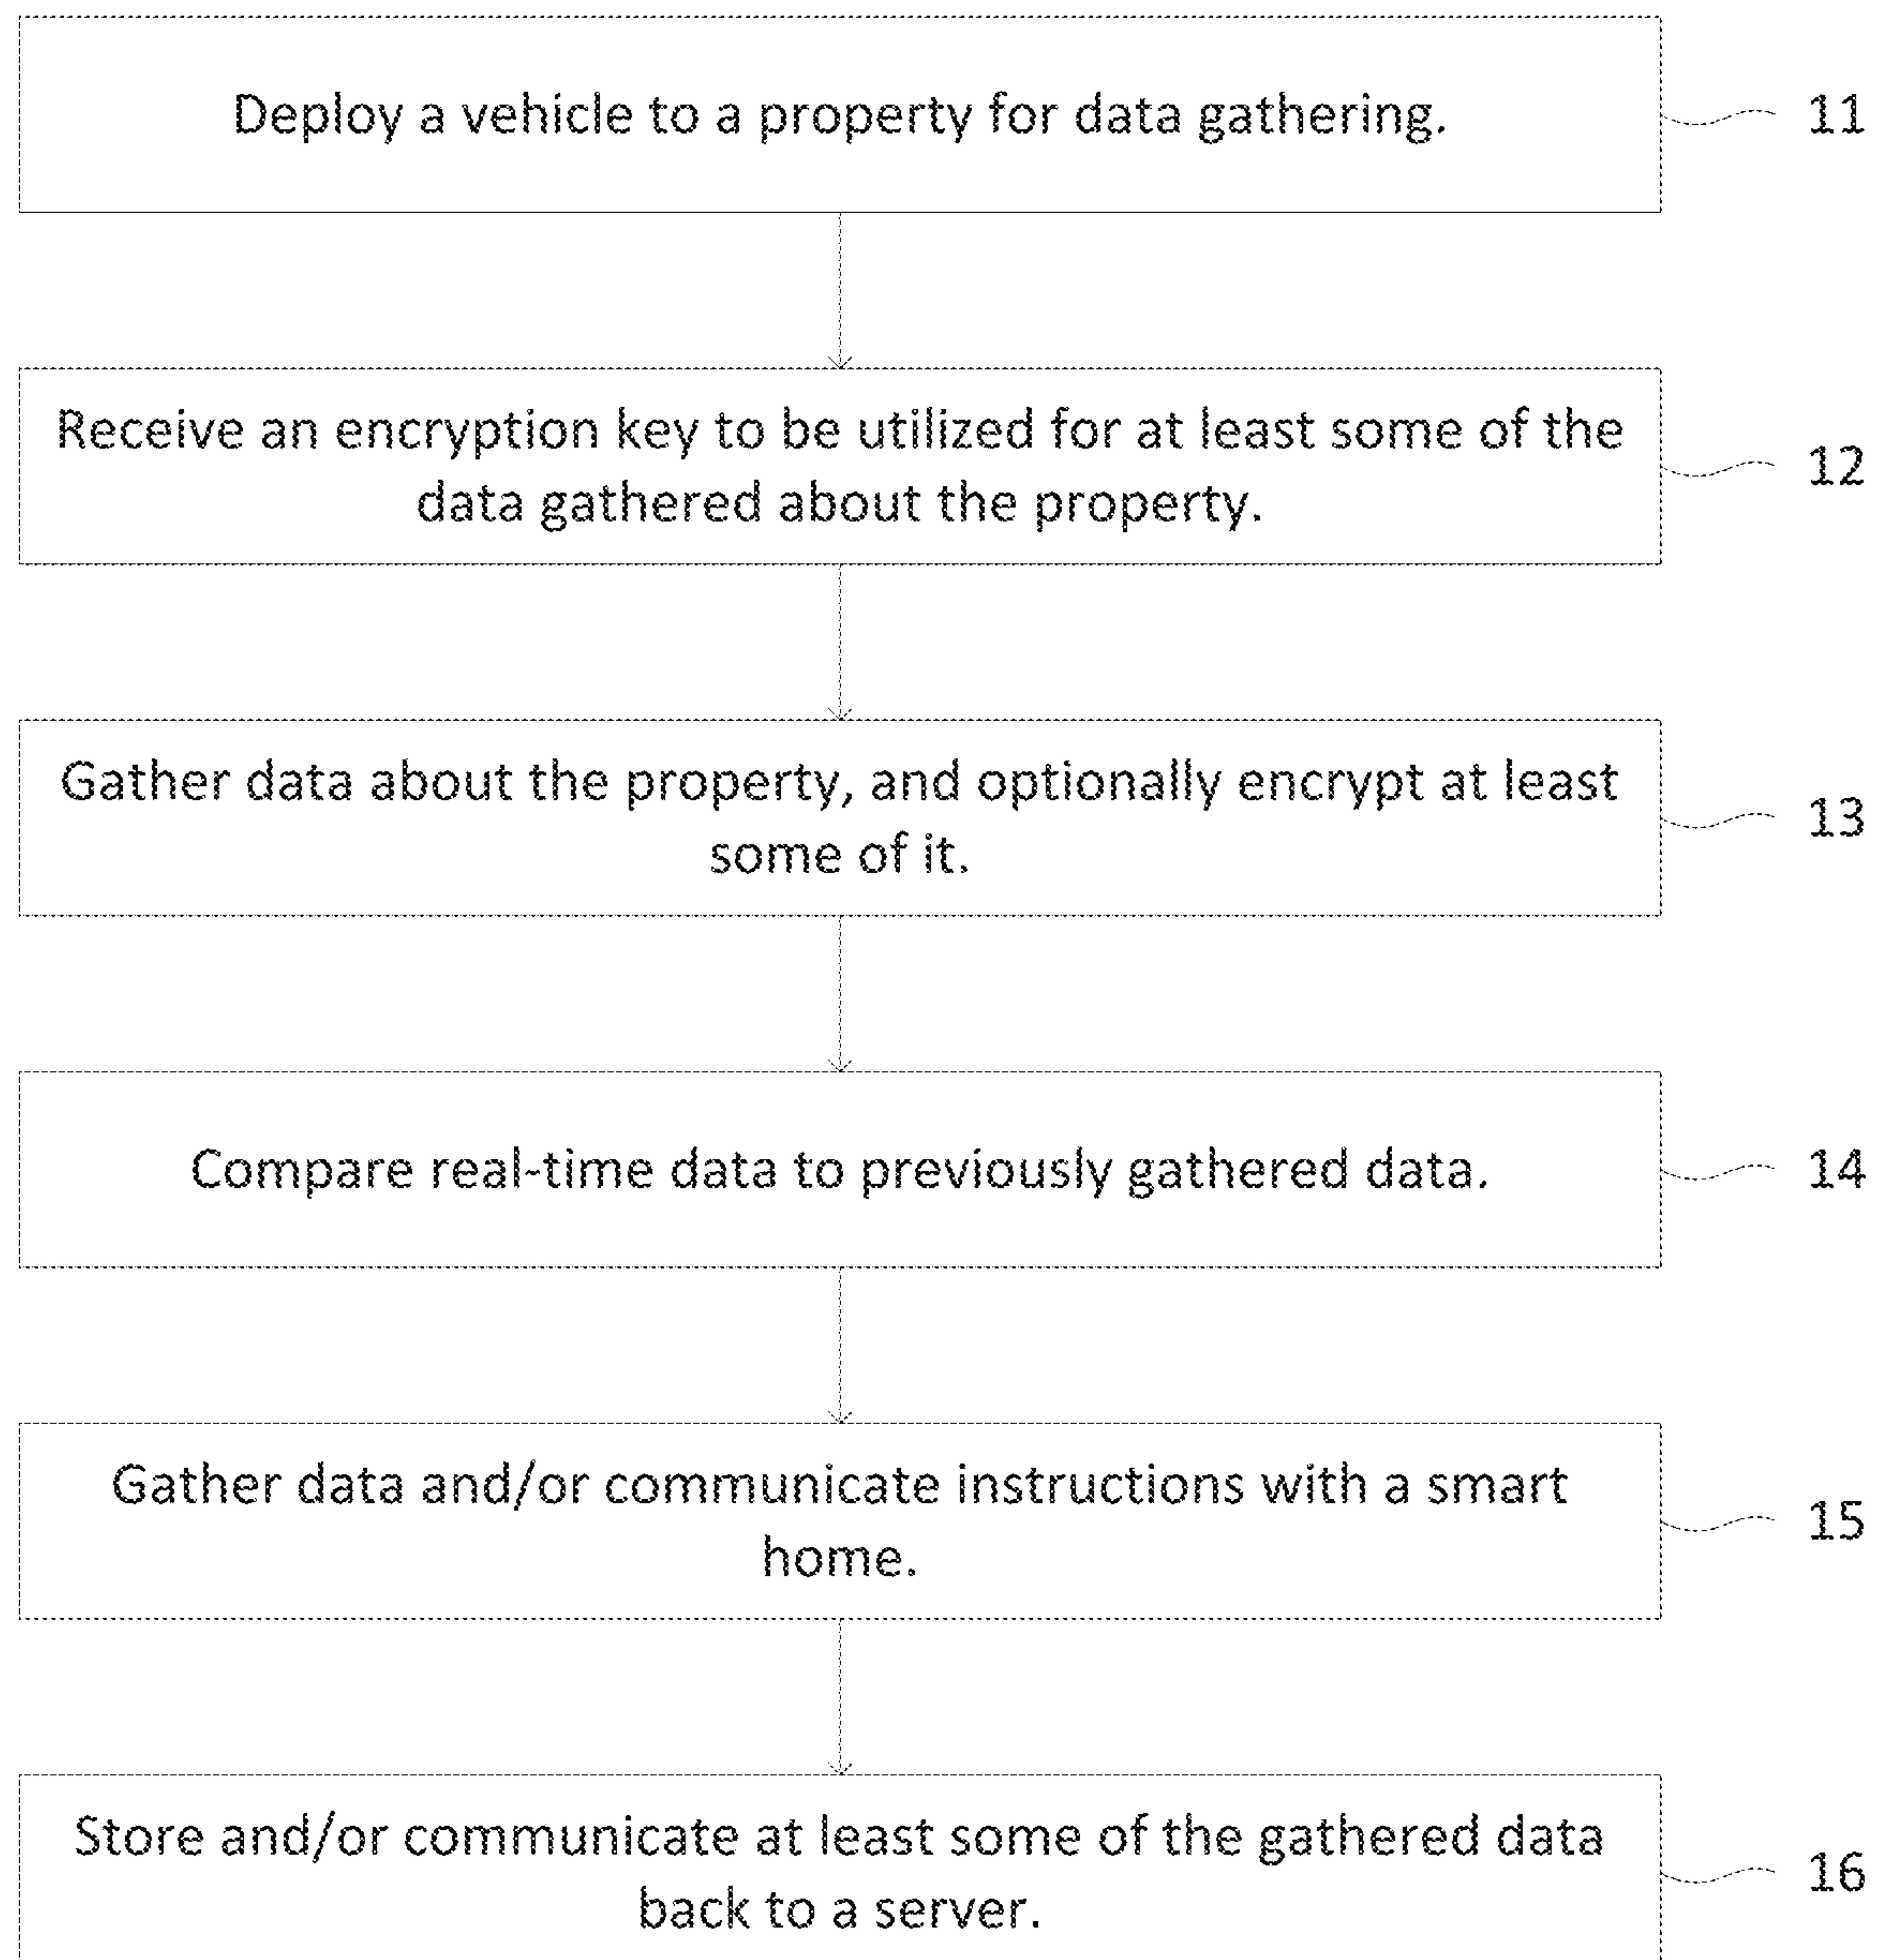 Deploy a vehicle to a property for data gathering.
11
Receive an encryption key to be utilized for at least some of the
data gathered about the property.
12
Gather data about the property, and optionally encrypt at least
some of it.
13
Compare real-time data to previously gathered data.
14
Gather data and/or communicate instructions with a smart
home.
15
Store and/or communicate at least some of the gathered data
back to a server.
16